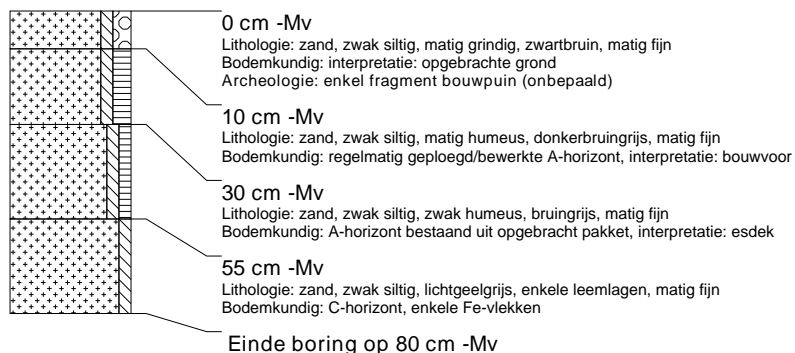 0 cm -Mv
Lithologie: zand, zwak siltig, matig grindig, zwartbruin, matig fijn
Bodemkundig: interpretatie: opgebrachte grond
Archeologie: enkel fragment bouwpuin (onbepaald)
10 cm -Mv
Lithologie: zand, zwak siltig, matig humeus, donkerbruingrijs, matig fijn
Bodemkundig: regelmatig geploegd/bewerkte A-horizont, interpretatie: bouwvoor
30 cm -Mv
Lithologie: zand, zwak siltig, zwak humeus, bruingrijs, matig fijn
Bodemkundig: A-horizont bestaand uit opgebracht pakket, interpretatie: esdek
55 cm -Mv
Lithologie: zand, zwak siltig, lichtgeelgrijs, enkele leemlagen, matig fijn
Bodemkundig: C-horizont, enkele Fe-vlekken
Einde boring op 80 cm -Mv